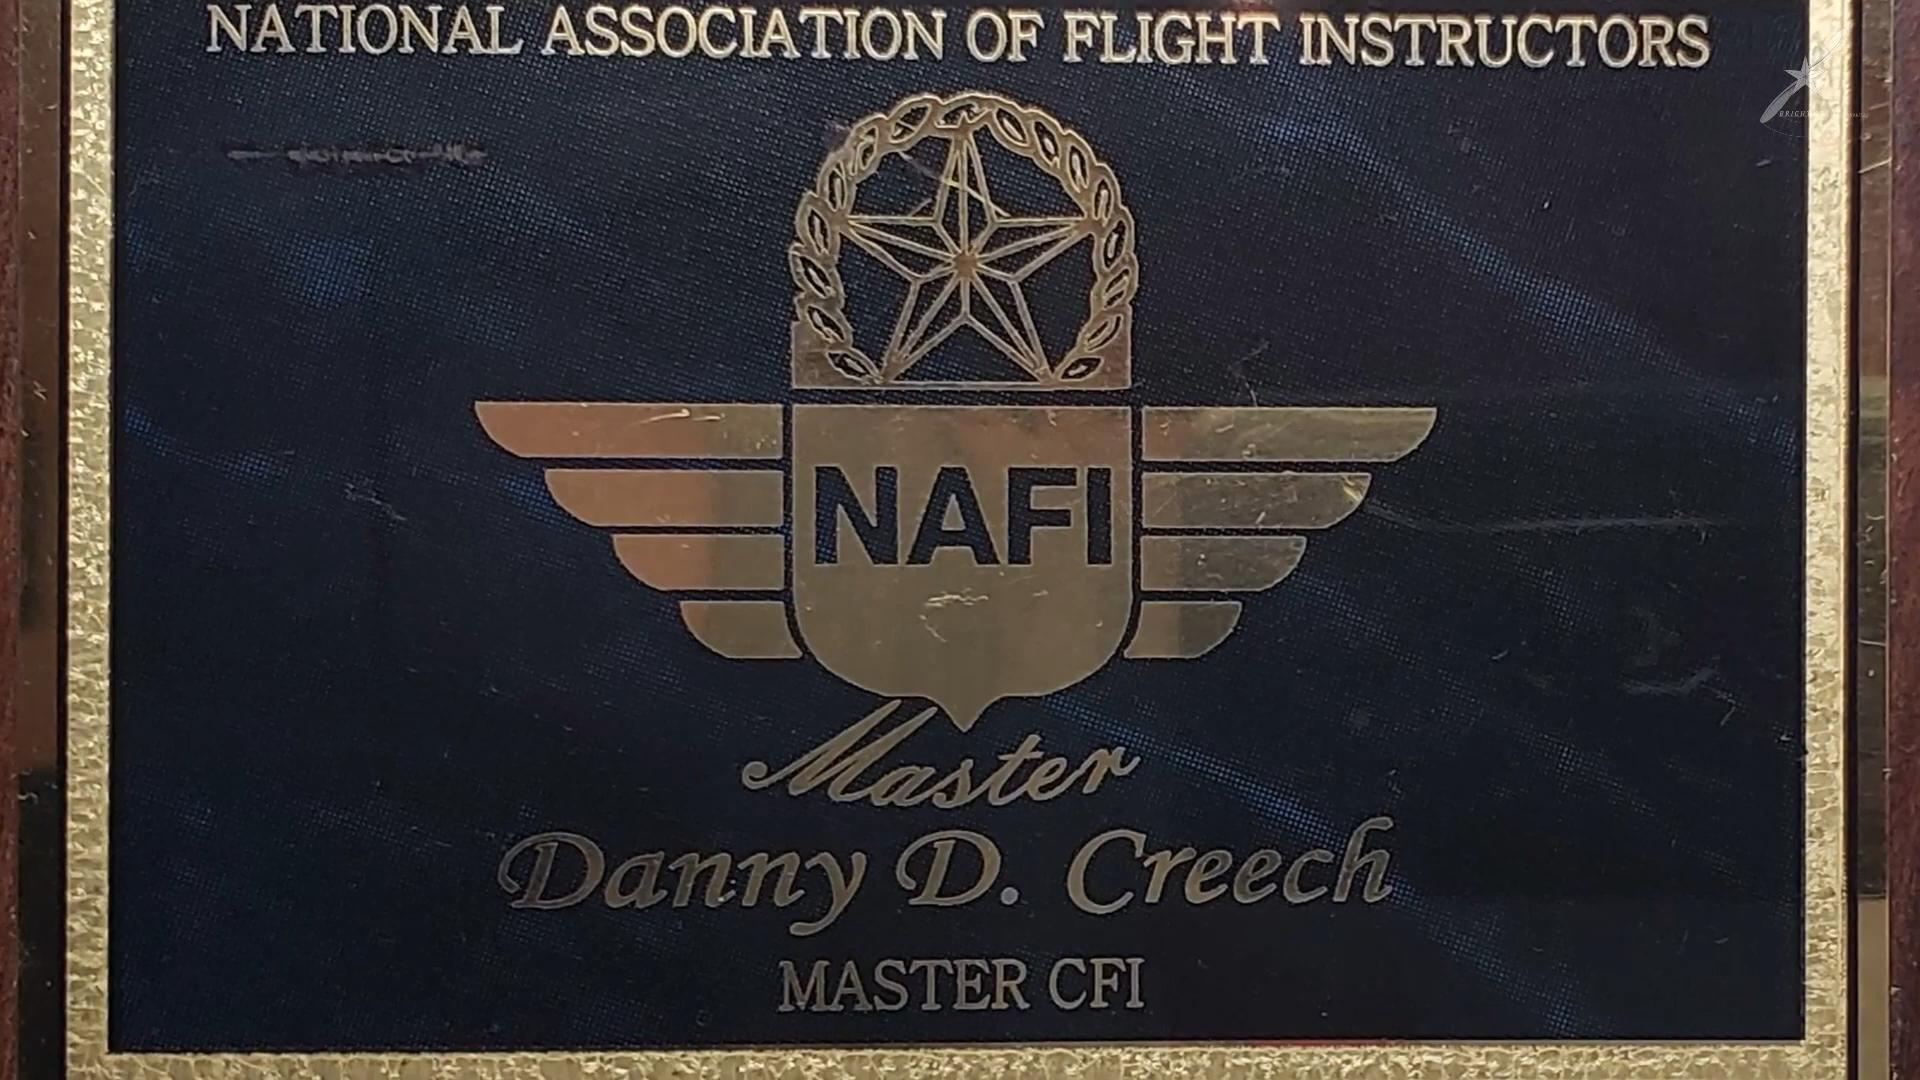 NATIONAL ASSOCIATION OF FLIGHT INSTRUCTORS
NAFI
Master
Danny D. Creech
MASTER CFI